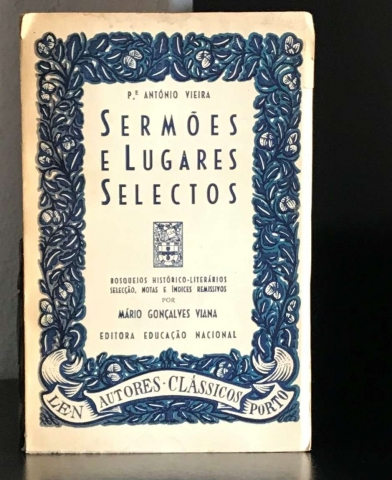 P.E ANTÓNIO VIEIRA
SERMÕES
E LUGARES
SELECTOS
BOSQUEJOS HISTÓRICO-LITERÁRIOS
SELECÇÃO, NOTAS E ÍNDICES REMISSIVOS
POR
MÁRIO GONÇALVES VIANA
EDITORA EDUCAÇÃO NACIONAL
LEN AUTORES-CLÁSSICOS PORTO